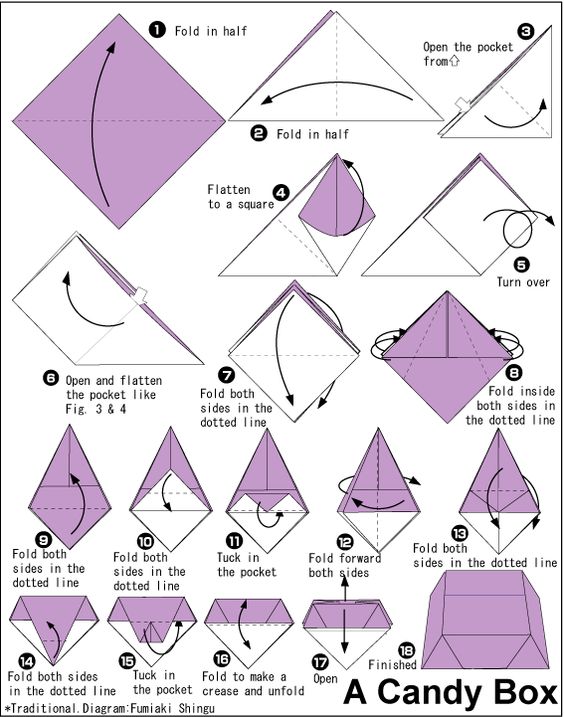 1 Fold in half
2 Fold in half
3
Open the pocket
from⇧
4
Flatten
to a square
5
Turn over
6 Open and flatten
the pocket like
Fig. 3 & 4
7
Fold both
sides in the
dotted line
8
Fold inside
both sides in
the dotted line
9
Fold both
sides in the
dotted line
10
Fold both
sides in the
dotted line
11
Tuck in
the pocket
12
Fold forward
both sides
13
Fold both
sides in the dotted line
14
Fold both sides
in the dotted line
15
Tuck in
the pocket
16
Fold to make a
crease and unfold
17
Open
18
Finished
*Traditional.Diagram:Fumiaki Shingu
A Candy Box